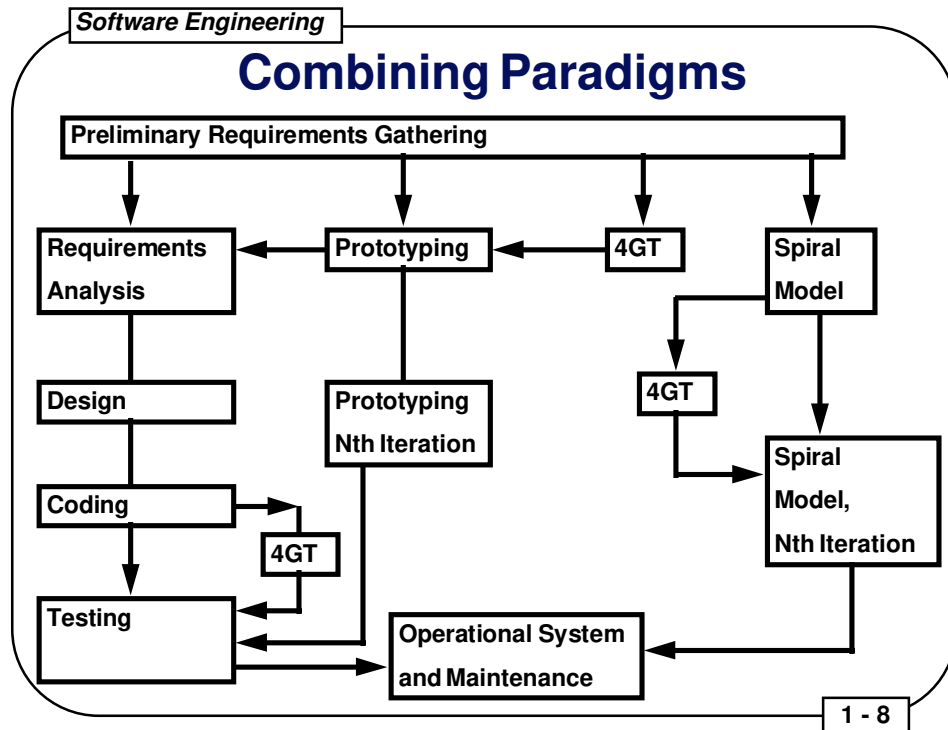 Software Engineering
Combining Paradigms
Preliminary Requirements Gathering
Requirements
Analysis
Prototyping
4GT
Spiral
Model
Design
Prototyping
Nth Iteration
4GT
Spiral
Model,
Nth Iteration
Coding
4GT
Testing
Operational System
and Maintenance
1 - 8